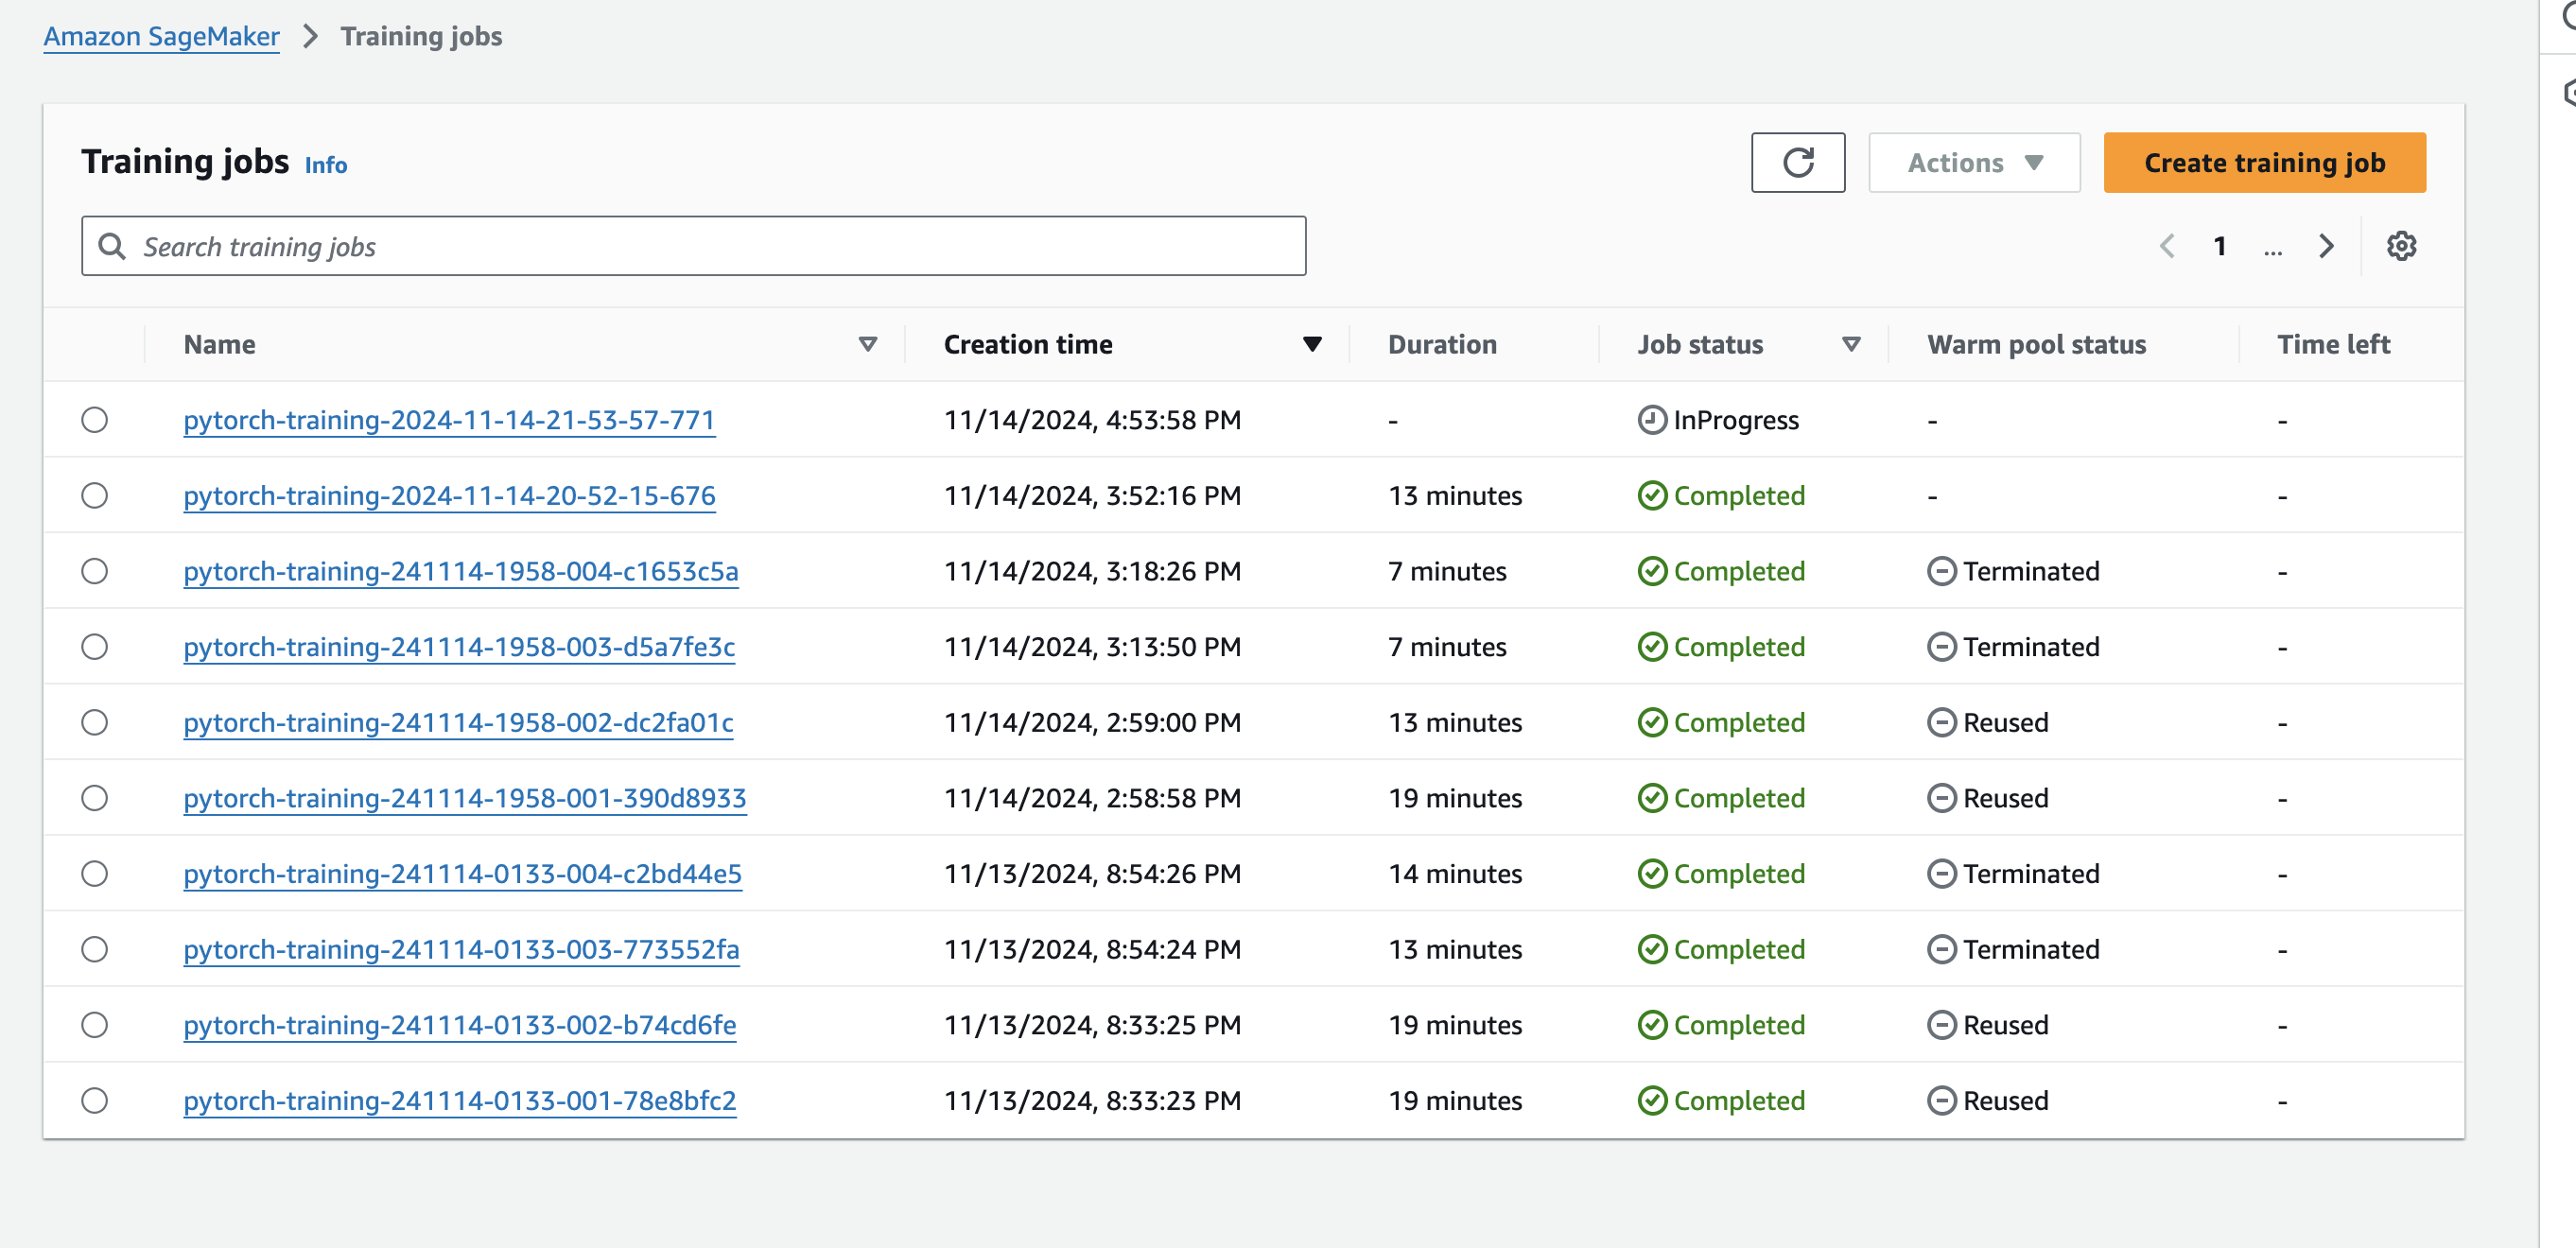 Amazon SageMaker > Training jobs
Training jobs Info
Actions
Create training job
Search training jobs
1 ...
Name Creation time Duration Job status Warm pool status Time left
pytorch-training-2024-11-14-21-53-57-771 11/14/2024, 4:53:58 PM - InProgress - -
pytorch-training-2024-11-14-20-52-15-676 11/14/2024, 3:52:16 PM 13 minutes Completed - -
pytorch-training-241114-1958-004-c1653c5a 11/14/2024, 3:18:26 PM 7 minutes Completed Terminated -
pytorch-training-241114-1958-003-d5a7fe3c 11/14/2024, 3:13:50 PM 7 minutes Completed Terminated -
pytorch-training-241114-1958-002-dc2fa01c 11/14/2024, 2:59:00 PM 13 minutes Completed Reused -
pytorch-training-241114-1958-001-390d8933 11/14/2024, 2:58:58 PM 19 minutes Completed Reused -
pytorch-training-241114-0133-004-c2bd44e5 11/13/2024, 8:54:26 PM 14 minutes Completed Terminated -
pytorch-training-241114-0133-003-773552fa 11/13/2024, 8:54:24 PM 13 minutes Completed Terminated -
pytorch-training-241114-0133-002-b74cd6fe 11/13/2024, 8:33:25 PM 19 minutes Completed Reused -
pytorch-training-241114-0133-001-78e8bfc2 11/13/2024, 8:33:23 PM 19 minutes Completed Reused -